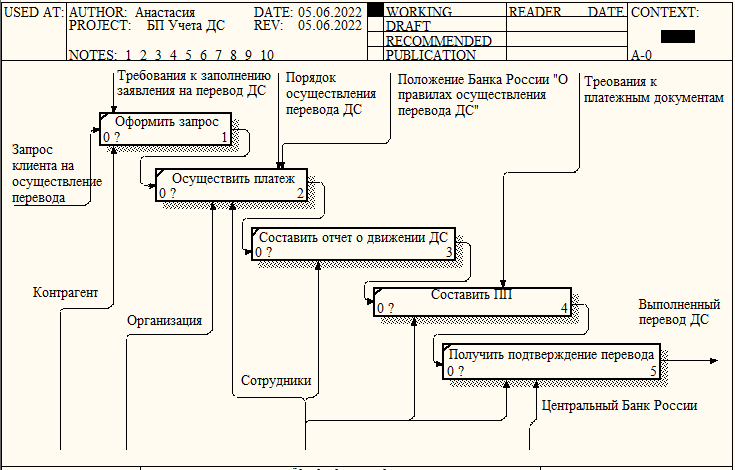 USED AT:
AUTHOR: Анастасия
DATE: 05.06.2022
PROJECT: БП Учета ДС
REV: 05.06.2022
NOTES: 1 2 3 4 5 6 7 8 9 10
WORKING
DRAFT
RECOMMENDED
PUBLICATION
READER
DATE
CONTEXT:
A-0
Требования к заполнению
заявления на перевод ДС
Порядок
осуществления
перевода ДС
Положение Банка России "О
правилах осуществления
перевода ДС"
Треования к
платежным документам
Оформить запрос
0 ?
1
Запрос
клиента на
осуществление
перевода
Осуществить платеж
0 ?
2
Составить отчет о движении ДС
0 ?
3
Контрагент
Составить ПП
0 ?
4
Организация
Выполненный
перевод ДС
Получить подтверждение перевода
0 ?
5
Сотрудники
Центральный Банк России